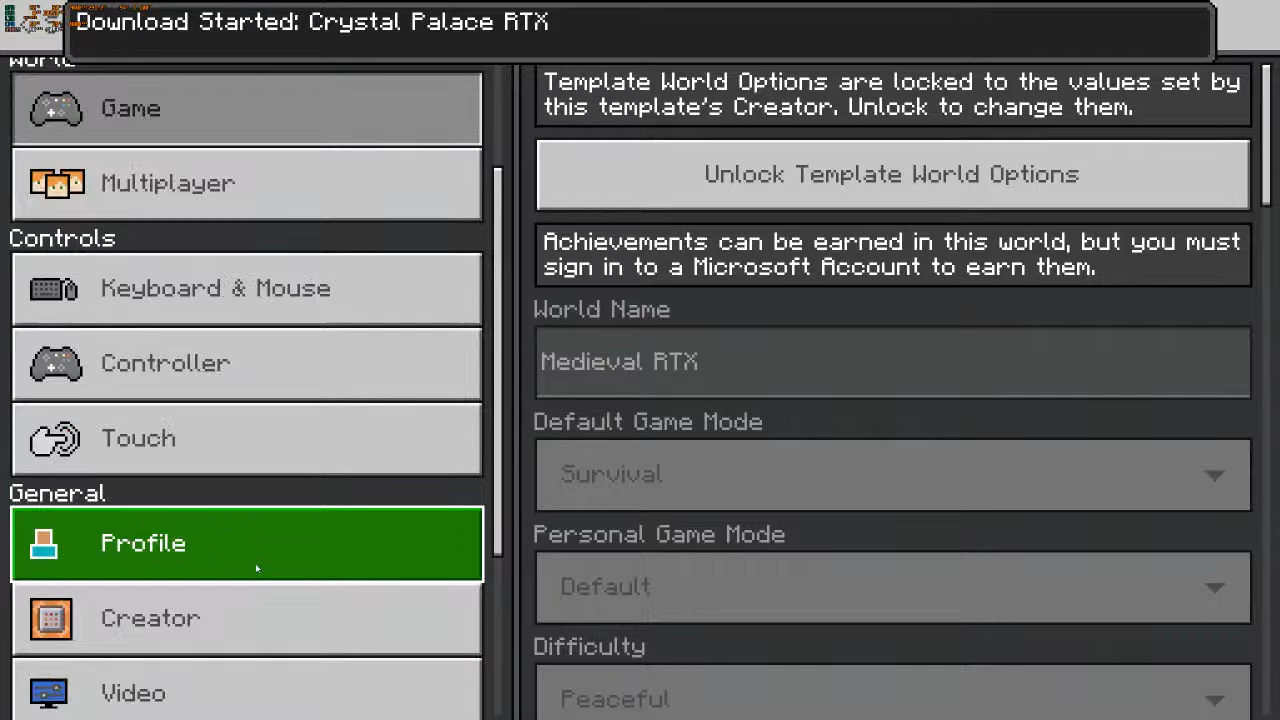 Download Started: Crystal Palace RTX
World
Game
Multiplayer
Controls
Keyboard & Mouse
Controller
Touch
General
Profile
Creator
Video
Template World Options are locked to the values set by
this template's Creator. Unlock to change them.
Unlock Template World Options
Achievements can be earned in this world, but you must
sign in to a Microsoft Account to earn them.
World Name
Medieval RTX
Default Game Mode
Survival
Personal Game Mode
Default
Difficulty
Peaceful